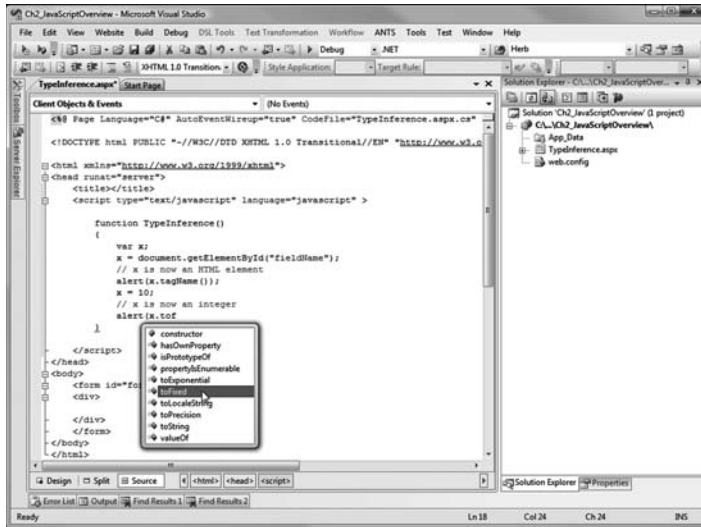 Ch2_JavaScriptOverview - Microsoft Visual Studio
File Edit View Website Build Debug DSL Tools Text Transformation Workflow ANTS Tools Test Window Help
Debug .NET Herb
XHTML 1.0 Transition Style Application: Target Rule:
Toolbox
Server Explorer
TypeInference.aspx* Start Page
Client Objects & Events (No Events)
<%@ Page Language="C#" AutoEventWireup="true" CodeFile="TypeInference.aspx.cs"
<!DOCTYPE html PUBLIC "-//W3C//DTD XHTML 1.0 Transitional//EN" "http://www.w3.o
<html xmlns="http://www.w3.org/1999/xhtml">
<head runat="server">
<title></title>
<script type="text/javascript" language="javascript" >
function TypeInference()
{
var x;
x = document.getElementById("fieldName");
// x is now an HTML element
alert(x.tagName());
x = 10;
// x is now an integer
alert(x.tof
}
</script>
</head>
<body>
<form id="fo
<div>
</div>
</form>
</body>
</html>
constructor
hasOwnProperty
isPrototypeOf
propertyIsEnumerable
toExponential
toFixed
toLocaleString
toPrecision
toString
valueOf
Design Split Source <html> <head> <script>
Solution Explorer - C:\...\Ch2_JavaScriptOver...
Solution 'Ch2_JavaScriptOverview' (1 project)
C:\...\Ch2_JavaScriptOverview\
App_Data
TypeInference.aspx
web.config
Solution Explorer Properties
Error List Output Find Results 1 Find Results 2
Ready Ln 18 Col 24 Ch 24 INS